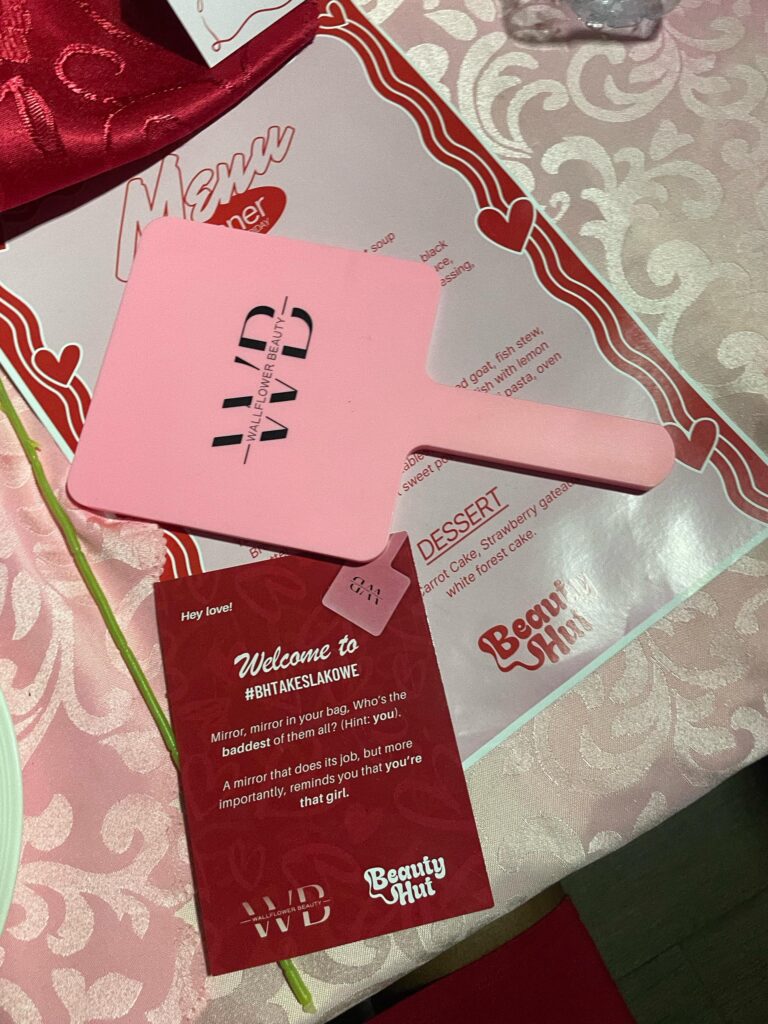 Menu
soup
black
essing,
goat, fish stew,
with lemon
pasta, oven
sweet
DESSERT
Carrot Cake, Strawberry gateau
white forest cake.
Beauty
Hut
WB
WALLFLOWER BEAUTY
Hey love!
Welcome to
#BHTAKESLAKOWE
Mirror, mirror in your bag, Who's the
baddest of them all? (Hint: you).
A mirror that does its job, but more
importantly, reminds you that you're
that girl.
WB
WALLFLOWER BEAUTY
Beauty
Hut